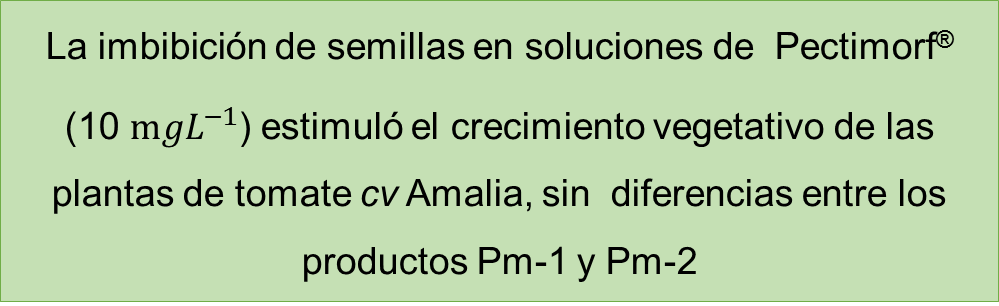 La imbibición de semillas en soluciones de  Pectimorf®
(10 mgL⁻¹) estimuló el crecimiento vegetativo de las
plantas de tomate cv Amalia, sin  diferencias entre los
productos Pm-1 y Pm-2